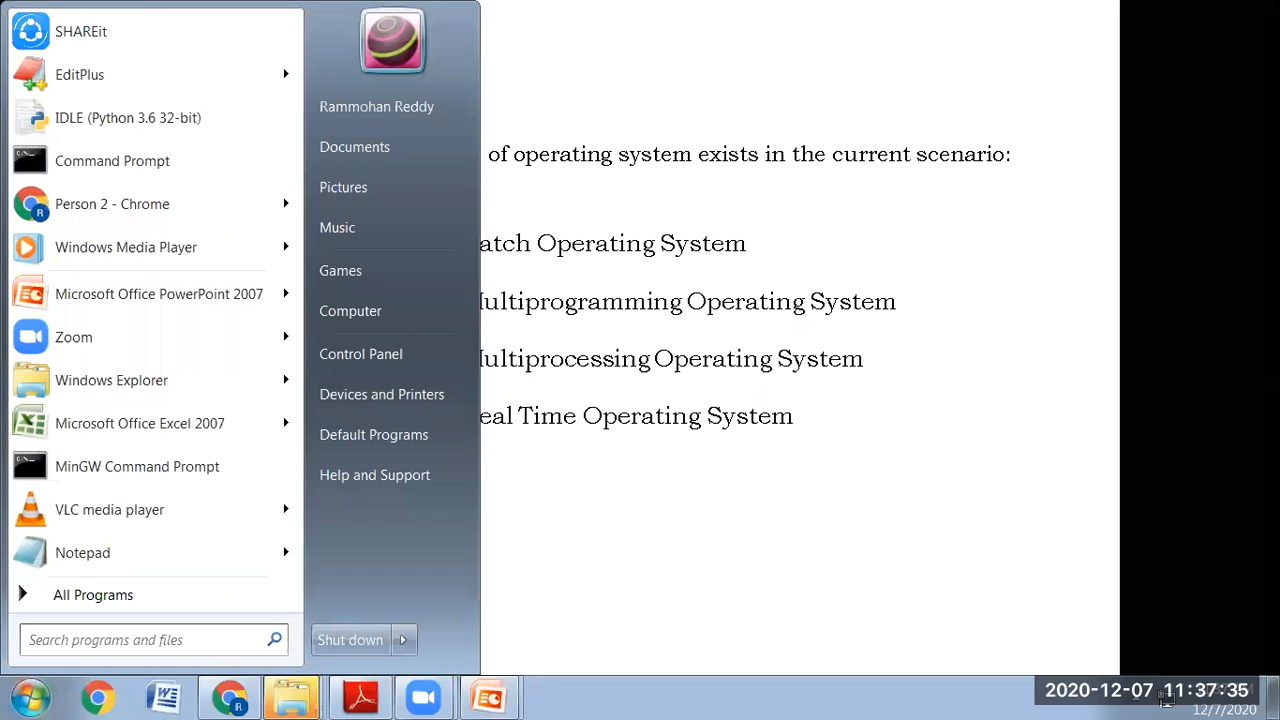 SHAREit
EditPlus
IDLE (Python 3.6 32-bit)
Command Prompt
Person 2 - Chrome
Windows Media Player
Microsoft Office PowerPoint 2007
Zoom
Windows Explorer
Microsoft Office Excel 2007
MinGW Command Prompt
VLC media player
Notepad
All Programs
Search programs and files
Rammohan Reddy
Documents
Pictures
Music
Games
Computer
Control Panel
Devices and Printers
Default Programs
Help and Support
Shut down
of operating system exists in the current scenario:
atch Operating System
ultiprogramming Operating System
ultiprocessing Operating System
eal Time Operating System
2020-12-07 11:37:35
12/7/2020